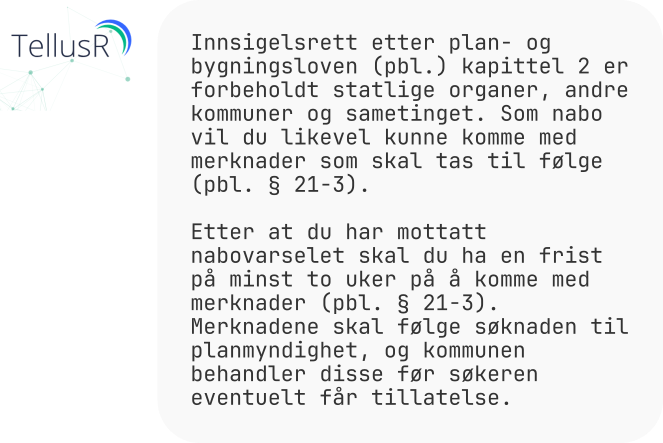 TellusR
Innsigelsrett etter plan- og
bygningsloven (pbl.) kapittel 2 er
forbeholdt statlige organer, andre
kommuner og sametinget. Som nabo
vil du likevel kunne komme med
merknader som skal tas til følge
(pbl. § 21-3).
Etter at du har mottatt
nabovarselet skal du ha en frist
på minst to uker på å komme med
merknader (pbl. § 21-3).
Merknadene skal følge søknaden til
planmyndighet, og kommunen
behandler disse før søkeren
eventuelt får tillatelse.